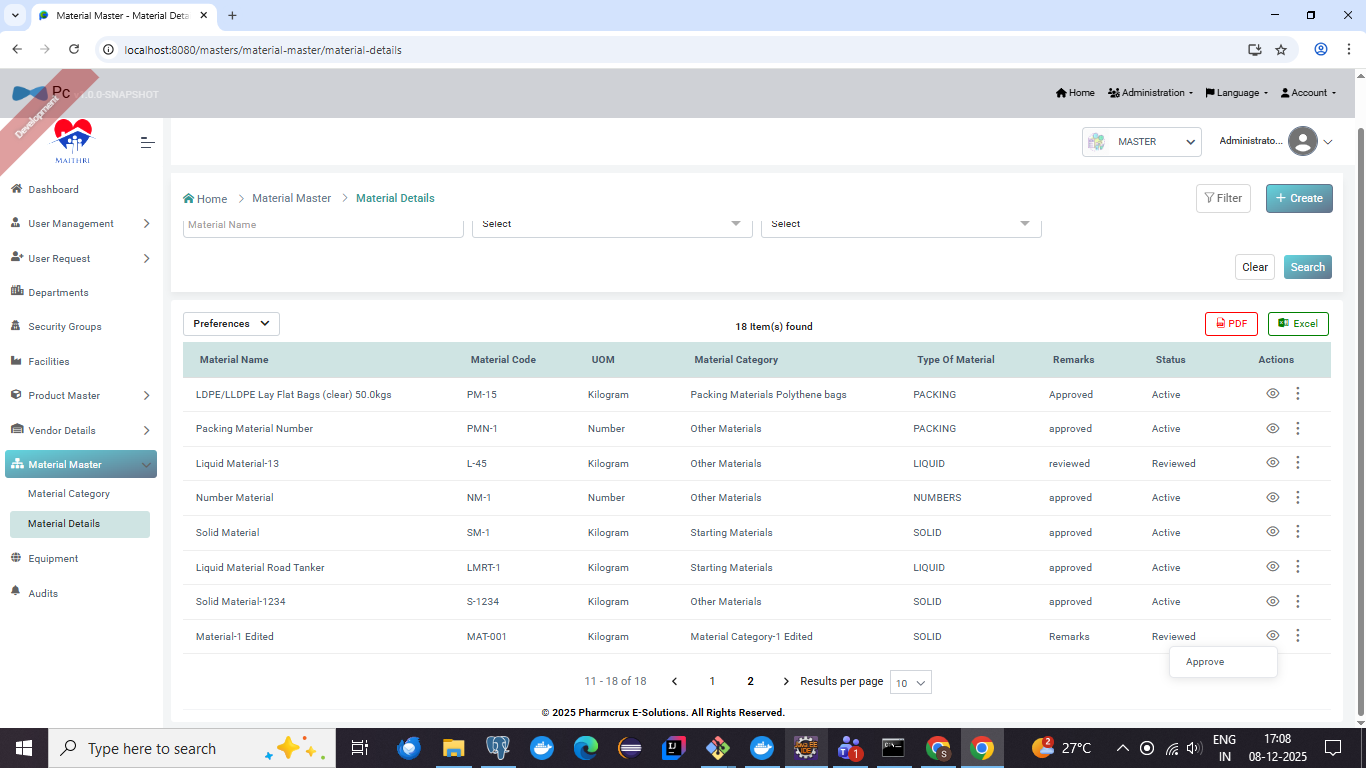 Material Master - Material Deta
localhost:8080/masters/material-master/material-details
Development
Pc v1.0.0-SNAPSHOT
Home Administration Language Account
MAITHRI
MASTER Administrato...
Home Material Master Material Details Filter + Create
Material Name Select Select
Clear Search
Preferences 18 Item(s) found PDF Excel
Dashboard
User Management
User Request
Departments
Security Groups
Facilities
Product Master
Vendor Details
Material Master
Material Category
Material Details
Equipment
Audits
Material Name Material Code UOM Material Category Type Of Material Remarks Status Actions
LDPE/LLDPE Lay Flat Bags (clear) 50.0kgs PM-15 Kilogram Packing Materials Polythene bags PACKING Approved Active
Packing Material Number PMN-1 Number Other Materials PACKING approved Active
Liquid Material-13 L-45 Kilogram Other Materials LIQUID reviewed Reviewed
Number Material NM-1 Number Other Materials NUMBERS approved Active
Solid Material SM-1 Kilogram Starting Materials SOLID approved Active
Liquid Material Road Tanker LMRT-1 Kilogram Starting Materials LIQUID approved Active
Solid Material-1234 S-1234 Kilogram Other Materials SOLID approved Active
Material-1 Edited MAT-001 Kilogram Material Category-1 Edited SOLID Remarks Reviewed
Approve
11 - 18 of 18 1 2 Results per page 10
© 2025 Pharmcrux E-Solutions. All Rights Reserved.
Type here to search 27°C ENG IN 17:08 08-12-2025